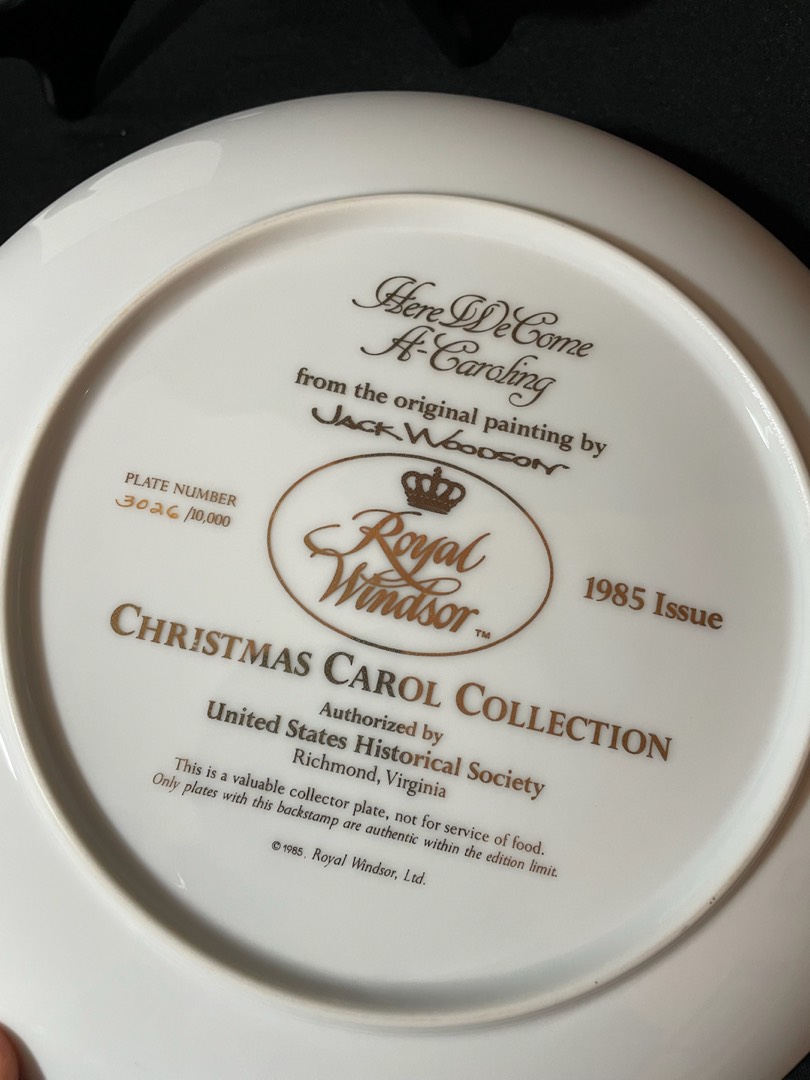 Here We Come
A-Caroling
from the original painting by
Jack Woodson
PLATE NUMBER
3026 /10,000
Royal
Windsor™
1985 Issue
CHRISTMAS CAROL COLLECTION
Authorized by
United States Historical Society
Richmond, Virginia
This is a valuable collector plate, not for service of food.
Only plates with this backstamp are authentic within the edition limit.
© 1985, Royal Windsor, Ltd.